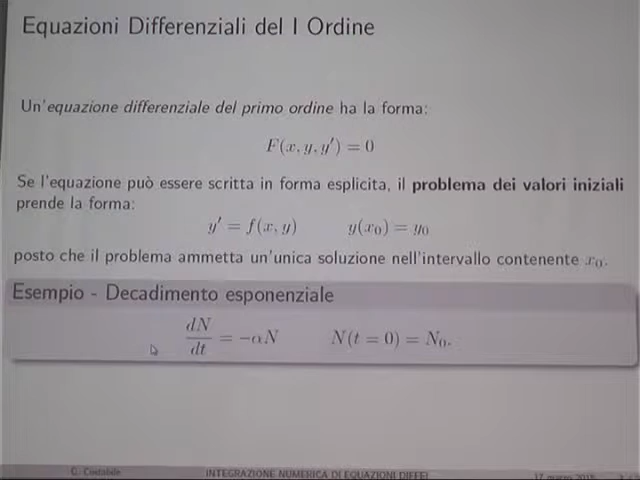 Equazioni Differenziali del I Ordine
Un'equazione differenziale del primo ordine ha la forma:
F(x, y, y′) = 0
Se l'equazione può essere scritta in forma esplicita, il problema dei valori iniziali
prende la forma:
y′ = f(x, y) y(x₀) = y₀
posto che il problema ammetta un'unica soluzione nell'intervallo contenente x₀.
Esempio - Decadimento esponenziale
dN/dt = −αN N(t = 0) = N₀.
G. Costabile INTEGRAZIONE NUMERICA DI EQUAZIONI DIFFEI 17 marzo